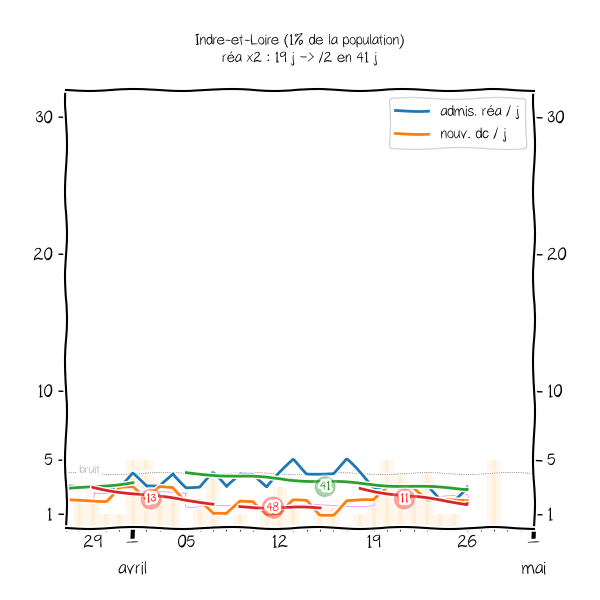 Indre-et-Loire (1% de la population)
réa x2 : 19 j -> /2 en 41 j
admis. réa / j
nouv. dc / j
30
30
20
20
10
10
5
5
bruit
41
13
48
11
1
1
29
05
12
19
26
avril
mai